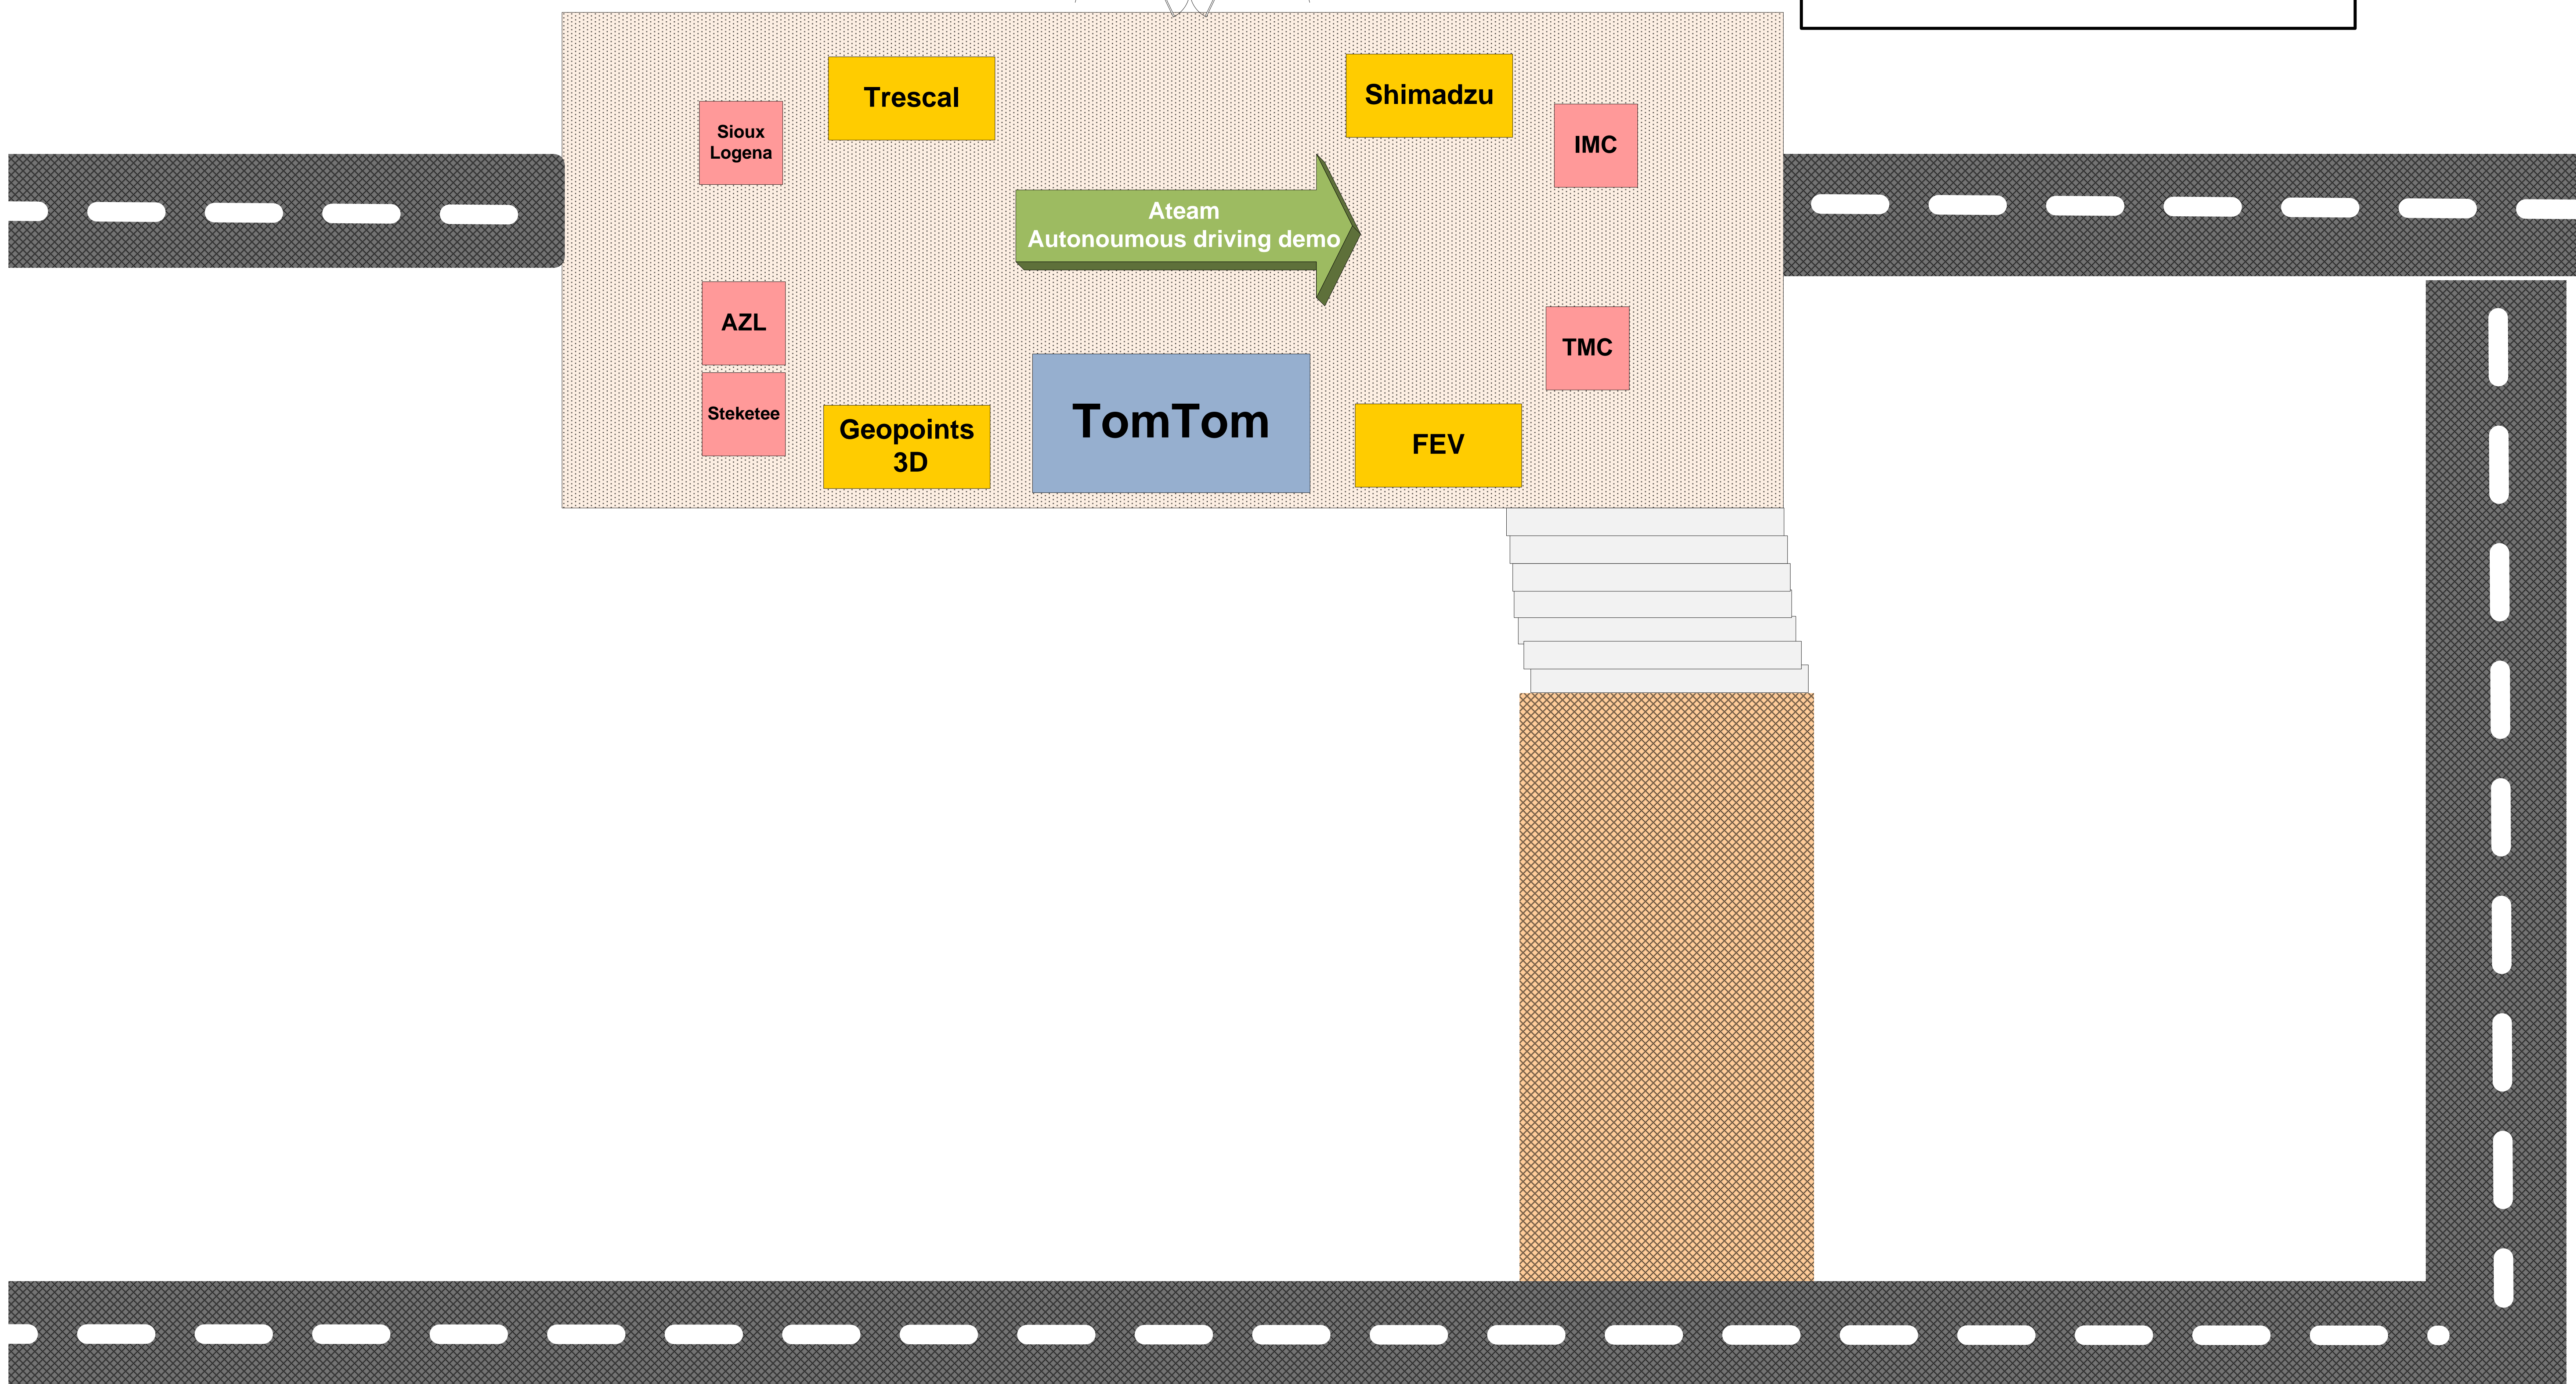 Trescal
Shimadzu
Sioux
Logena
IMC
Ateam
Autonoumous driving demo
AZL
TMC
Steketee
Geopoints
3D
TomTom
FEV